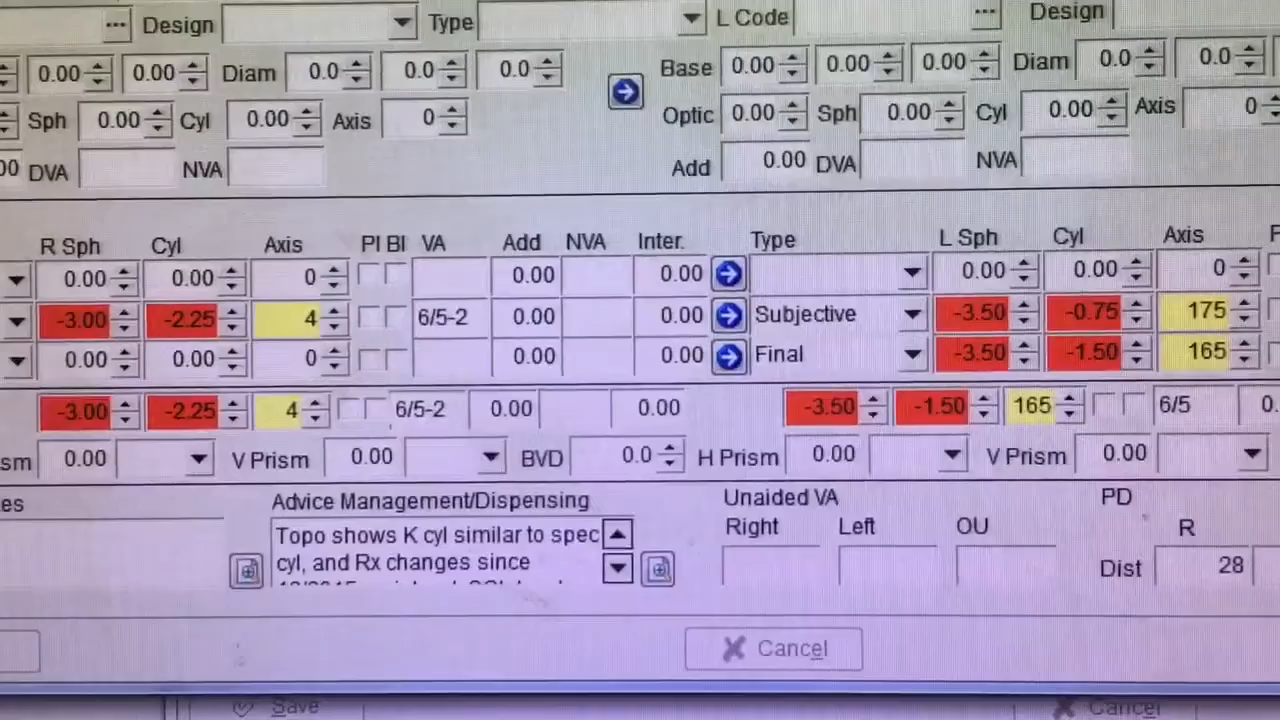 ... Design Type L Code ... Design
0.00 0.00 Diam 0.0 0.0 0.0 Base 0.00 0.00 0.00 Diam 0.0 0.0
Sph 0.00 Cyl 0.00 Axis 0 Optic 0.00 Sph 0.00 Cyl 0.00 Axis 0
00 DVA NVA Add 0.00 DVA NVA
R Sph Cyl Axis PI BI VA Add NVA Inter. Type L Sph Cyl Axis
0.00 0.00 0 0.00 0.00 0.00 0.00 0
-3.00 -2.25 4 6/5-2 0.00 0.00 Subjective -3.50 -0.75 175
0.00 0.00 0 0.00 0.00 Final -3.50 -1.50 165
-3.00 -2.25 4 6/5-2 0.00 0.00 -3.50 -1.50 165 6/5 0.
sm 0.00 V Prism 0.00 BVD 0.0 H Prism 0.00 V Prism 0.00
es Advice Management/Dispensing Unaided VA PD
Right Left OU R
Topo shows K cyl similar to spec
cyl, and Rx changes since
Dist 28
Cancel
Save Cancel